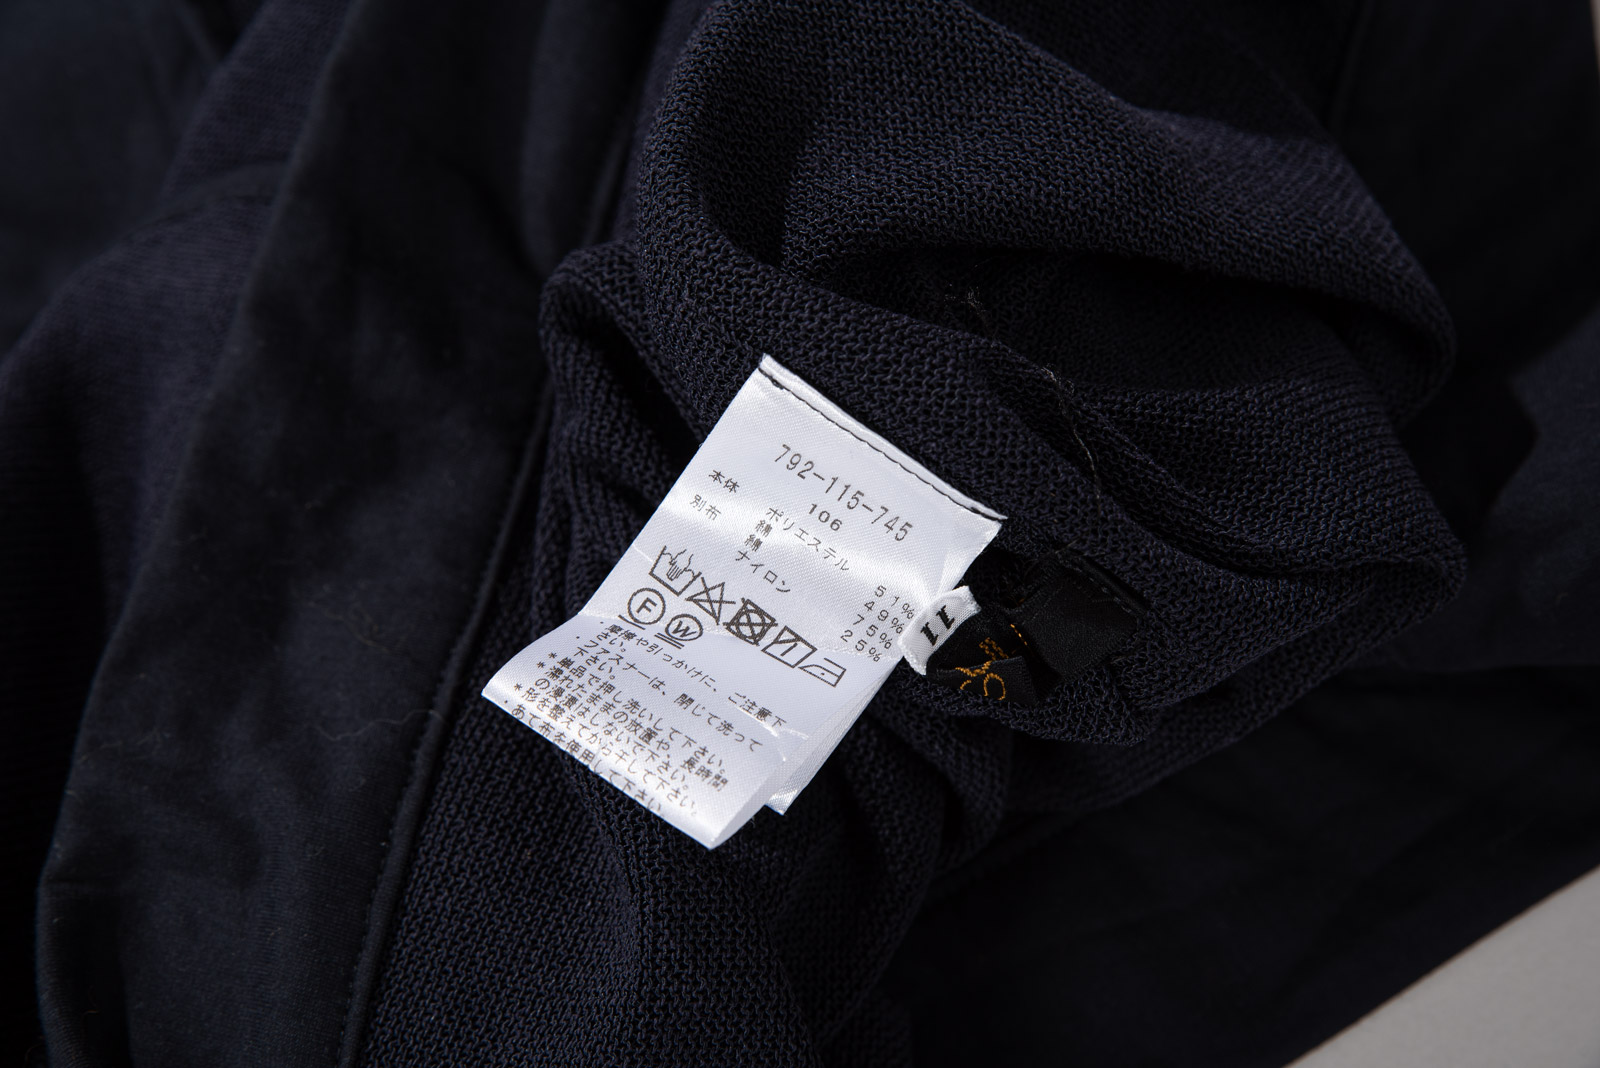 792-115-745
106
本体 ポリエステル 51%
綿 49%
別布 綿 75%
ナイロン 25%
F
W
・摩擦や引っかけに、ご注意下
さい。
・ファスナーは、閉じて洗って
下さい。
*単品で押し洗いして下さい。
*濡れたままの放置や、長時間
の浸漬はしないで下さい。
*形を整えてから干して下さい。
・あて布を使用して下さい。
11